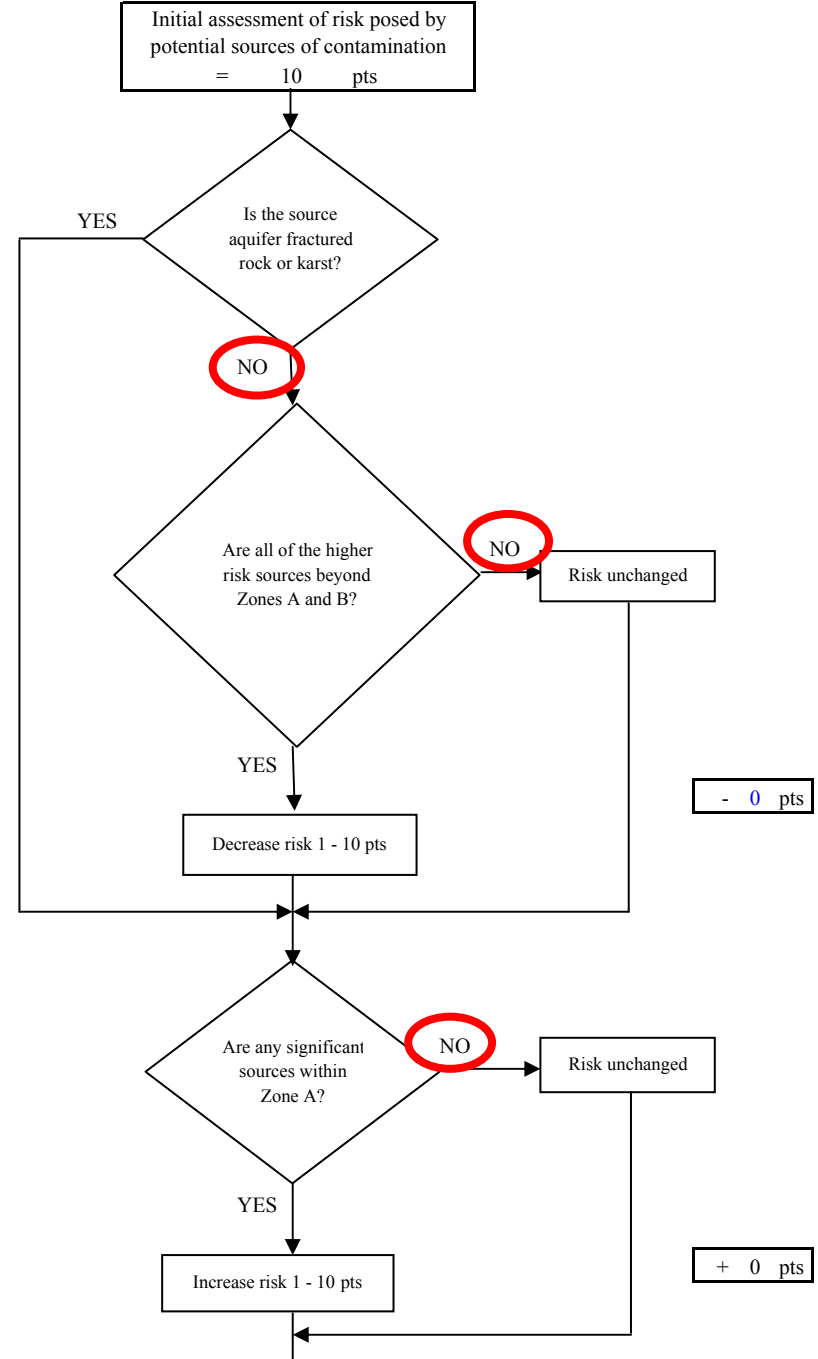 Initial assessment of risk posed by
potential sources of contamination
= 10 pts
YES
Is the source
aquifer fractured
rock or karst?
NO
Are all of the higher
risk sources beyond
Zones A and B?
NO
Risk unchanged
YES
- 0 pts
Decrease risk 1 - 10 pts
Are any significant
sources within
Zone A?
NO
Risk unchanged
YES
+ 0 pts
Increase risk 1 - 10 pts